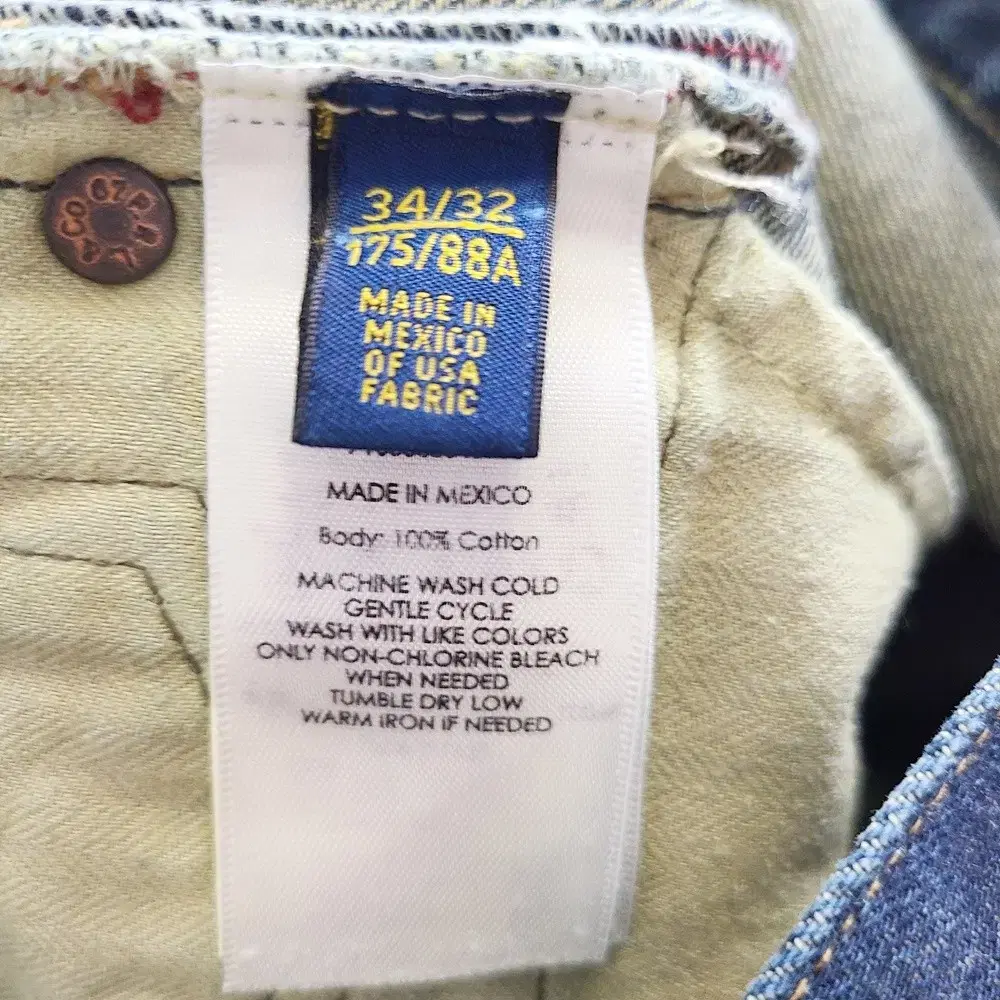 34/32
175/88A
MADE IN
MEXICO
OF USA
FABRIC
MADE IN MEXICO
Body: 100% Cotton
MACHINE WASH COLD
GENTLE CYCLE
WASH WITH LIKE COLORS
ONLY NON-CHLORINE BLEACH
WHEN NEEDED
TUMBLE DRY LOW
WARM IRON IF NEEDED